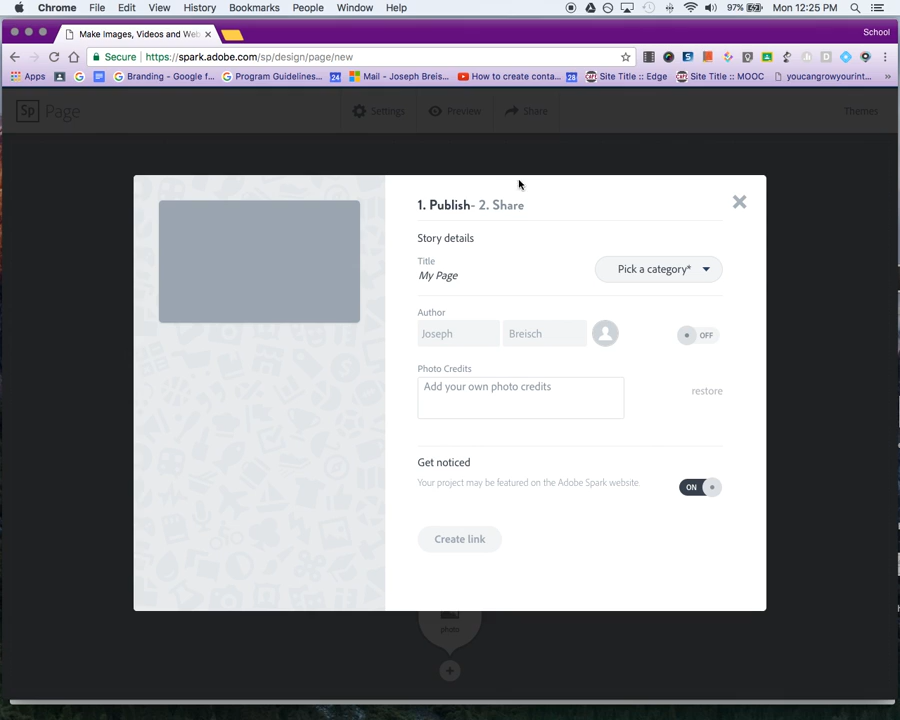 Chrome File Edit View History Bookmarks People Window Help 97% Mon 12:25 PM
Make Images, Videos and Web School
Secure https://spark.adobe.com/sp/design/page/new
Apps Branding - Google f... 24 Program Guidelines... Mail - Joseph Breis... How to create conta... 28 Site Title :: Edge Site Title :: MOOC youcangrowyourint... »
Sp Page Settings Preview Share Themes
1. Publish- 2. Share
Story details
Title
My Page
Pick a category*
Author
Joseph Breisch OFF
Photo Credits
Add your own photo credits
restore
Get noticed
Your project may be featured on the Adobe Spark website.
ON
Create link
photo